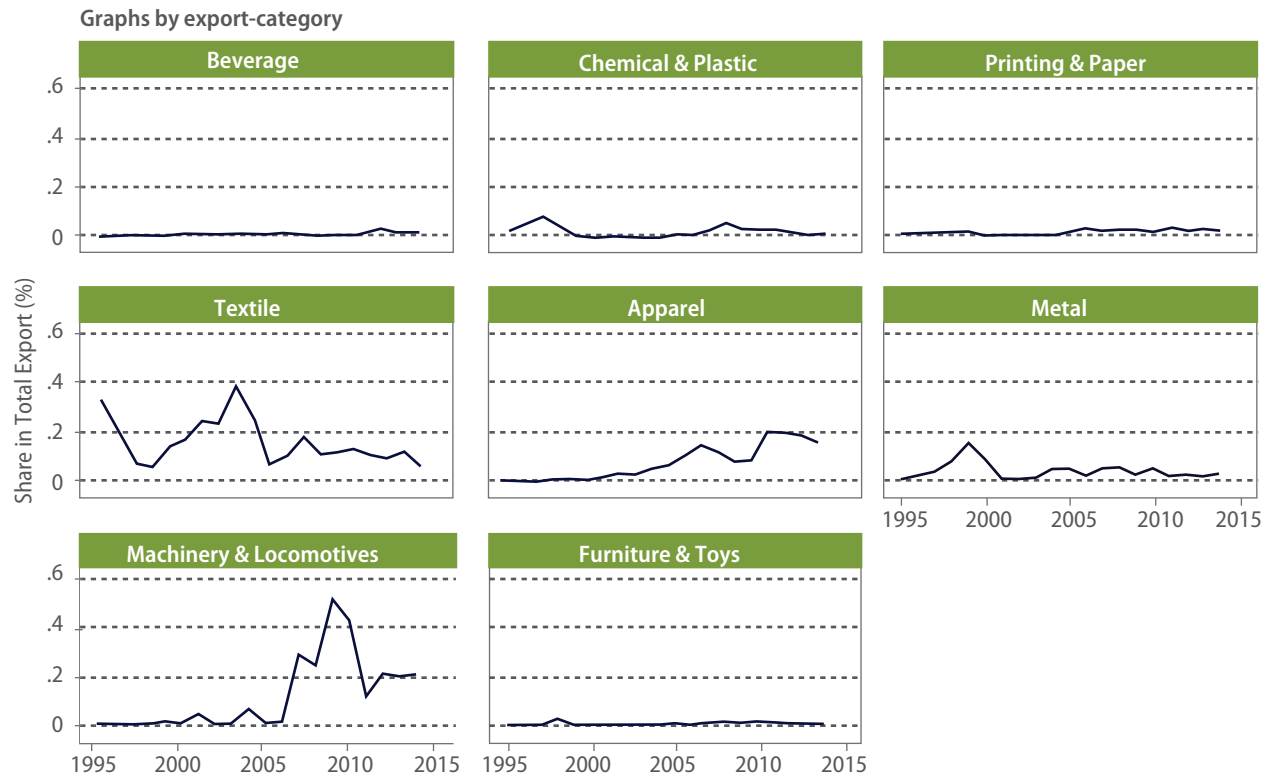 Graphs by export-category
Beverage
Chemical & Plastic
Printing & Paper
.6
.4
.2
0
Share in Total Export (%)
Textile
Apparel
Metal
.6
.4
.2
0
1995 2000 2005 2010 2015
Machinery & Locomotives
Furniture & Toys
.6
.4
.2
0
1995 2000 2005 2010 2015
1995 2000 2005 2010 2015